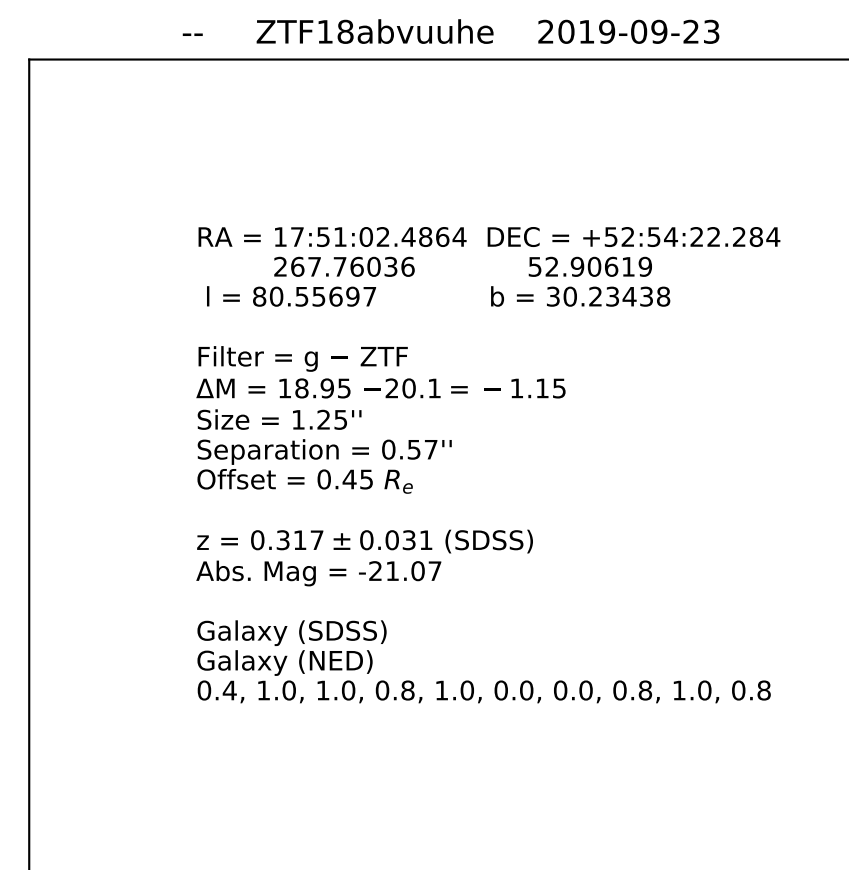 -- ZTF18abvuuhe 2019-09-23
RA = 17:51:02.4864 DEC = +52:54:22.284
267.76036 52.90619
l = 80.55697 b = 30.23438
Filter = g − ZTF
ΔM = 18.95 −20.1 = − 1.15
Size = 1.25''
Separation = 0.57''
Offset = 0.45 Rₑ
z = 0.317 ± 0.031 (SDSS)
Abs. Mag = -21.07
Galaxy (SDSS)
Galaxy (NED)
0.4, 1.0, 1.0, 0.8, 1.0, 0.0, 0.0, 0.8, 1.0, 0.8